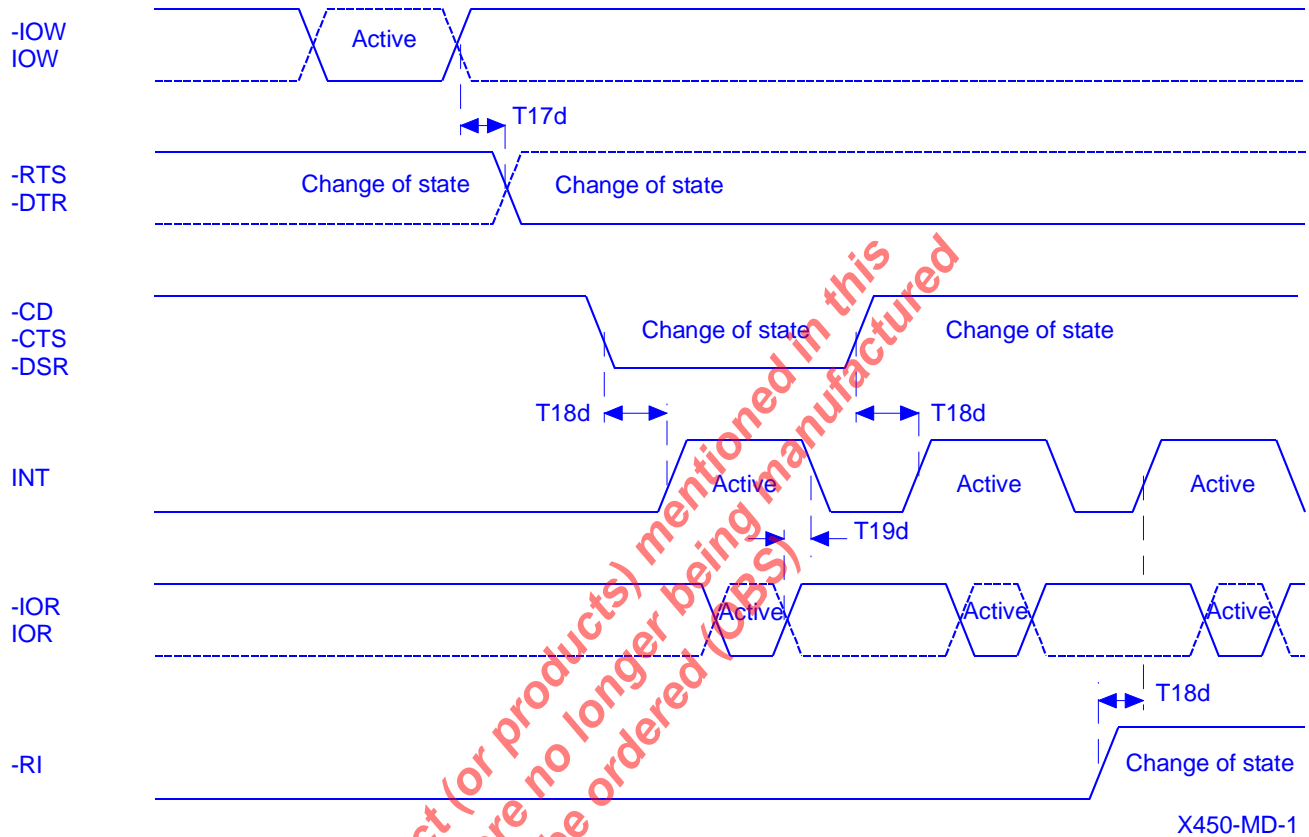 -IOW
IOW
Active
T17d
-RTS
-DTR
Change of state
Change of state
-CD
-CTS
-DSR
Change of state
Change of state
T18d
T18d
INT
Active
Active
Active
T19d
-IOR
IOR
Active
Active
Active
T18d
-RI
Change of state
X450-MD-1
ct (or products) mentioned in this
re no longer being manufactured
be ordered (OBS)